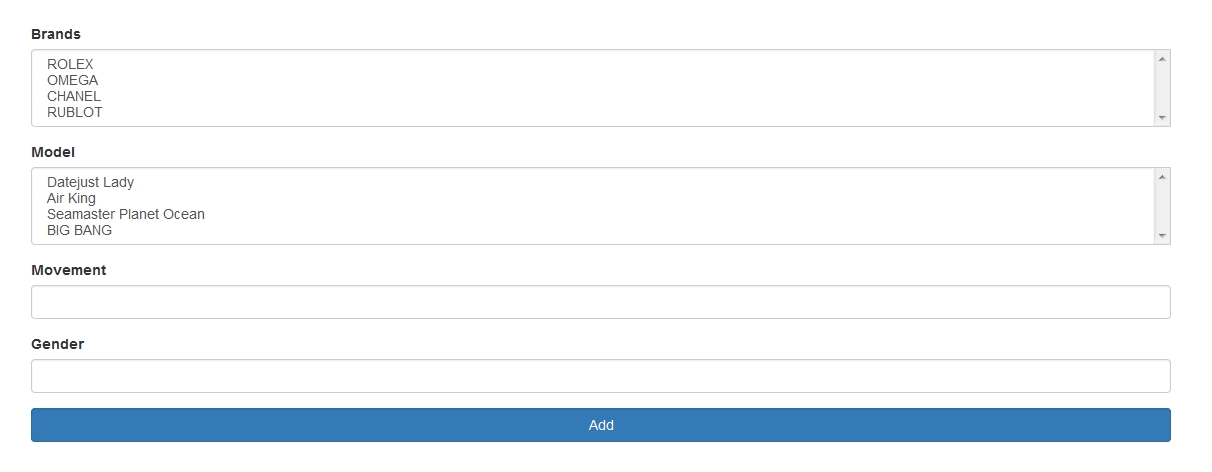 Brands
ROLEX
OMEGA
CHANEL
RUBLOT
Model
Datejust Lady
Air King
Seamaster Planet Ocean
BIG BANG
Movement
Gender
Add